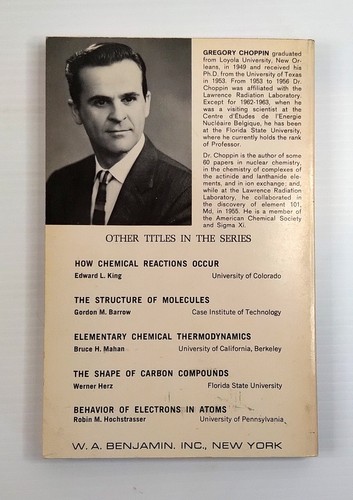 GREGORY CHOPPIN graduated
from Loyola University, New Or-
leans, in 1949 and received his
Ph.D. from the University of Texas
in 1953. From 1953 to 1956 Dr.
Choppin was affiliated with the
Lawrence Radiation Laboratory.
Except for 1962-1963, when he
was a visiting scientist at the
Centre d'Études de l'Energie
Nucléaire Belgique, he has been
at the Florida State University,
where he currently holds the rank
of Professor.
Dr. Choppin is the author of some
60 papers in nuclear chemistry,
in the chemistry of complexes of
the actinide and lanthanide ele-
ments, and in ion exchange; and,
while at the Lawrence Radiation
Laboratory, he collaborated in
the discovery of element 101,
Md, in 1955. He is a member of
the American Chemical Society
and Sigma Xi.
OTHER TITLES IN THE SERIES
HOW CHEMICAL REACTIONS OCCUR
Edward L. King University of Colorado
THE STRUCTURE OF MOLECULES
Gordon M. Barrow Case Institute of Technology
ELEMENTARY CHEMICAL THERMODYNAMICS
Bruce H. Mahan University of California, Berkeley
THE SHAPE OF CARBON COMPOUNDS
Werner Herz Florida State University
BEHAVIOR OF ELECTRONS IN ATOMS
Robin M. Hochstrasser University of Pennsylvania
W. A. BENJAMIN, INC., NEW YORK